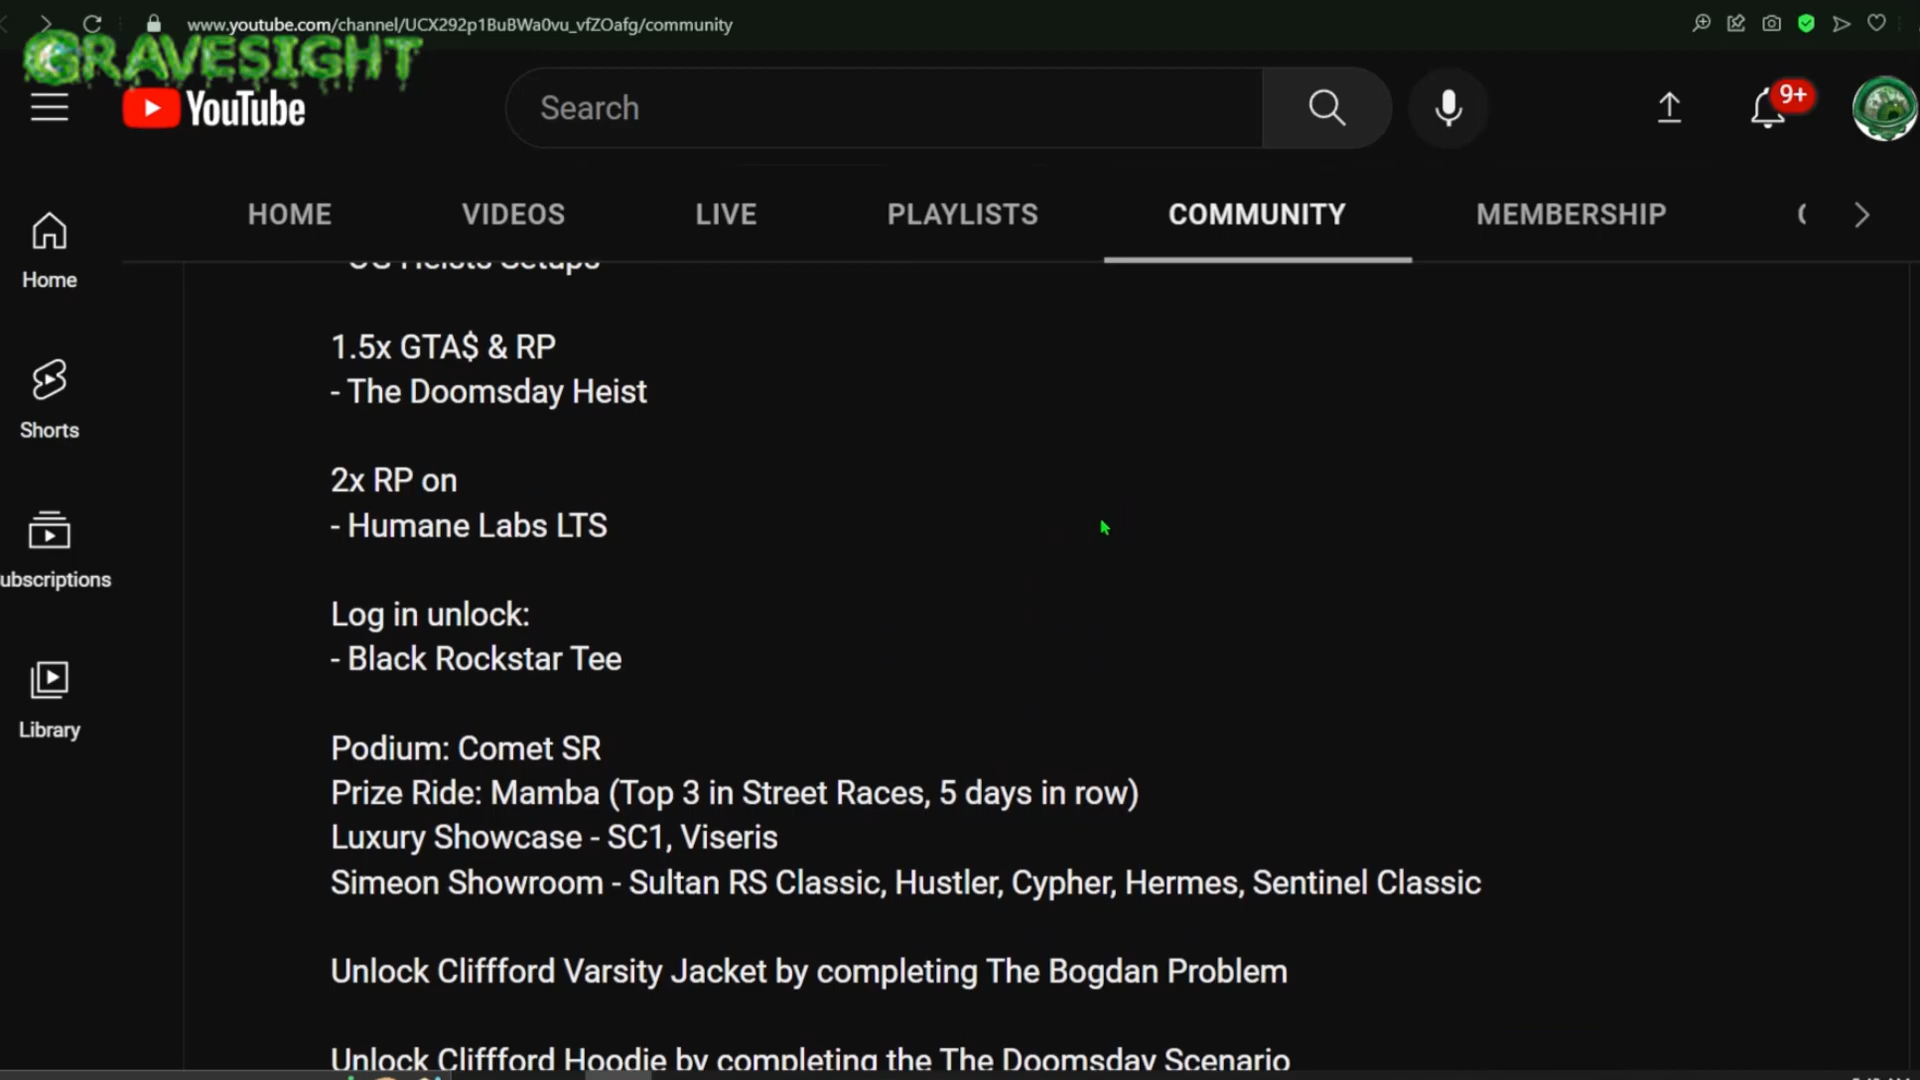 www.youtube.com/channel/UCX292p1BuBWa0vu_vfZOafg/community
GRAVESIGHT
YouTube
Search
9+
HOME
VIDEOS
LIVE
PLAYLISTS
COMMUNITY
MEMBERSHIP
Home
Shorts
ubscriptions
Library
- OG Heists Setups
1.5x GTA$ & RP
- The Doomsday Heist
2x RP on
- Humane Labs LTS
Log in unlock:
- Black Rockstar Tee
Podium: Comet SR
Prize Ride: Mamba (Top 3 in Street Races, 5 days in row)
Luxury Showcase - SC1, Viseris
Simeon Showroom - Sultan RS Classic, Hustler, Cypher, Hermes, Sentinel Classic
Unlock Cliffford Varsity Jacket by completing The Bogdan Problem
Unlock Cliffford Hoodie by completing the The Doomsday Scenario